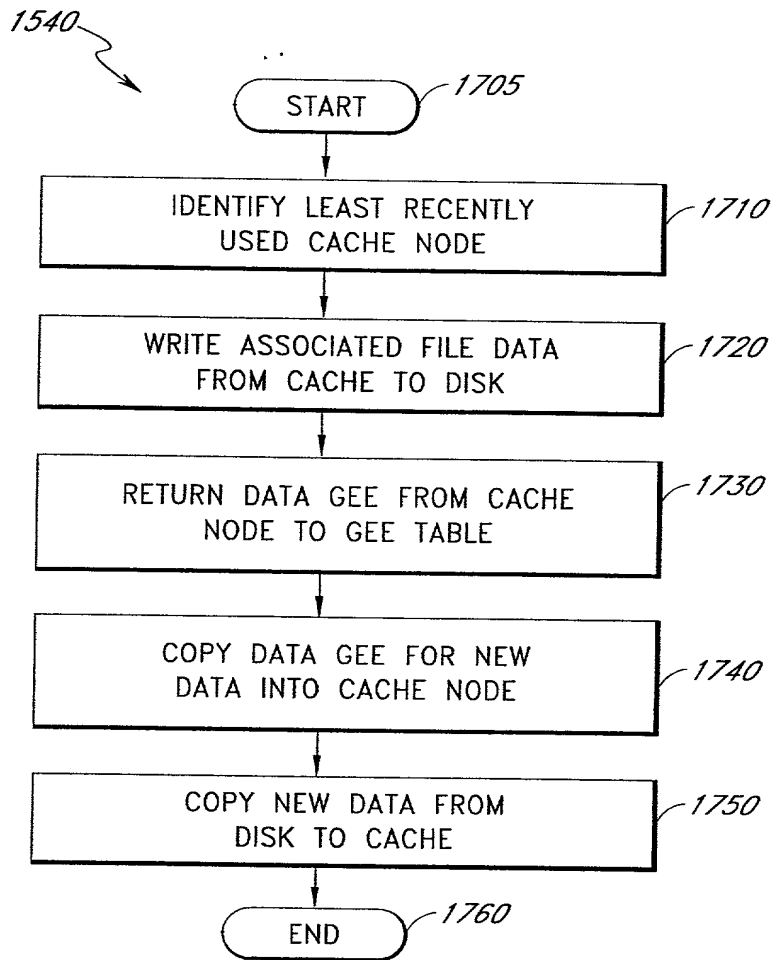 1540
START
1705
IDENTIFY LEAST RECENTLY
USED CACHE NODE
1710
WRITE ASSOCIATED FILE DATA
FROM CACHE TO DISK
1720
RETURN DATA GEE FROM CACHE
NODE TO GEE TABLE
1730
COPY DATA GEE FOR NEW
DATA INTO CACHE NODE
1740
COPY NEW DATA FROM
DISK TO CACHE
1750
END
1760